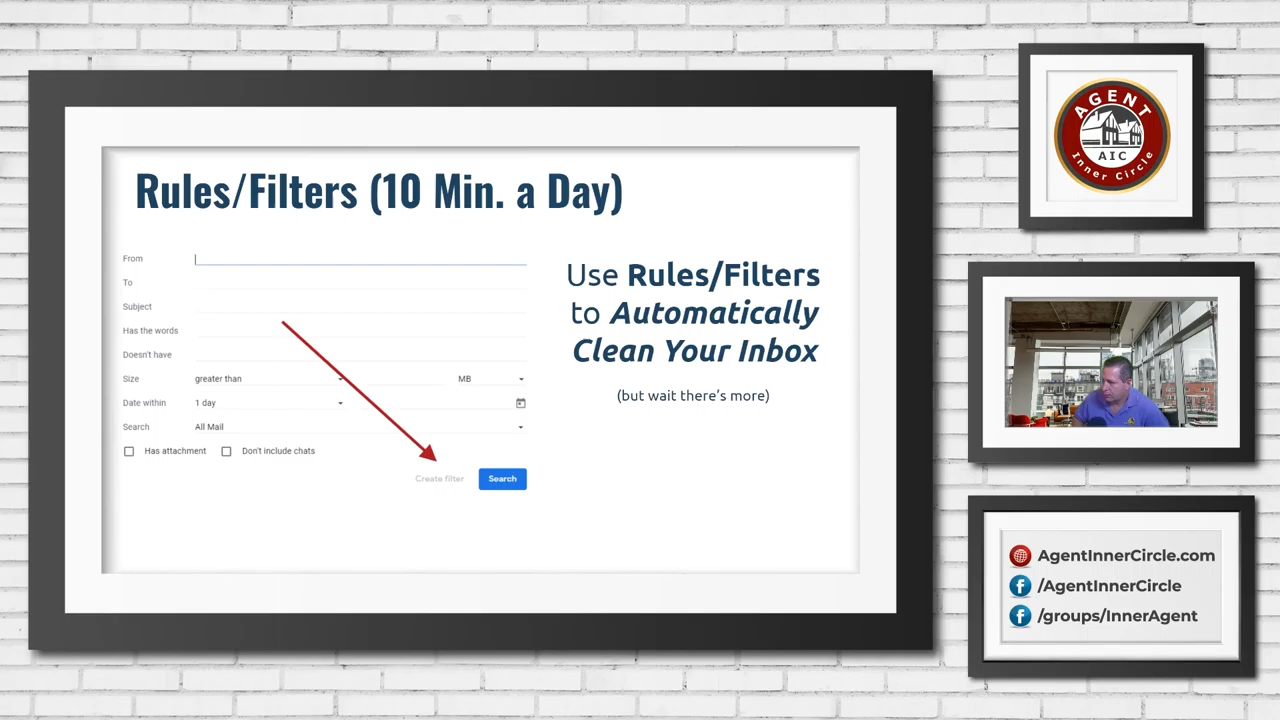 Rules/Filters (10 Min. a Day)
From
To
Subject
Has the words
Doesn't have
Size greater than MB
Date within 1 day
Search All Mail
Has attachment Don't include chats
Create filter Search
Use Rules/Filters
to Automatically
Clean Your Inbox
(but wait there's more)
AGENT
AIC
Inner Circle
AgentInnerCircle.com
/AgentInnerCircle
/groups/InnerAgent